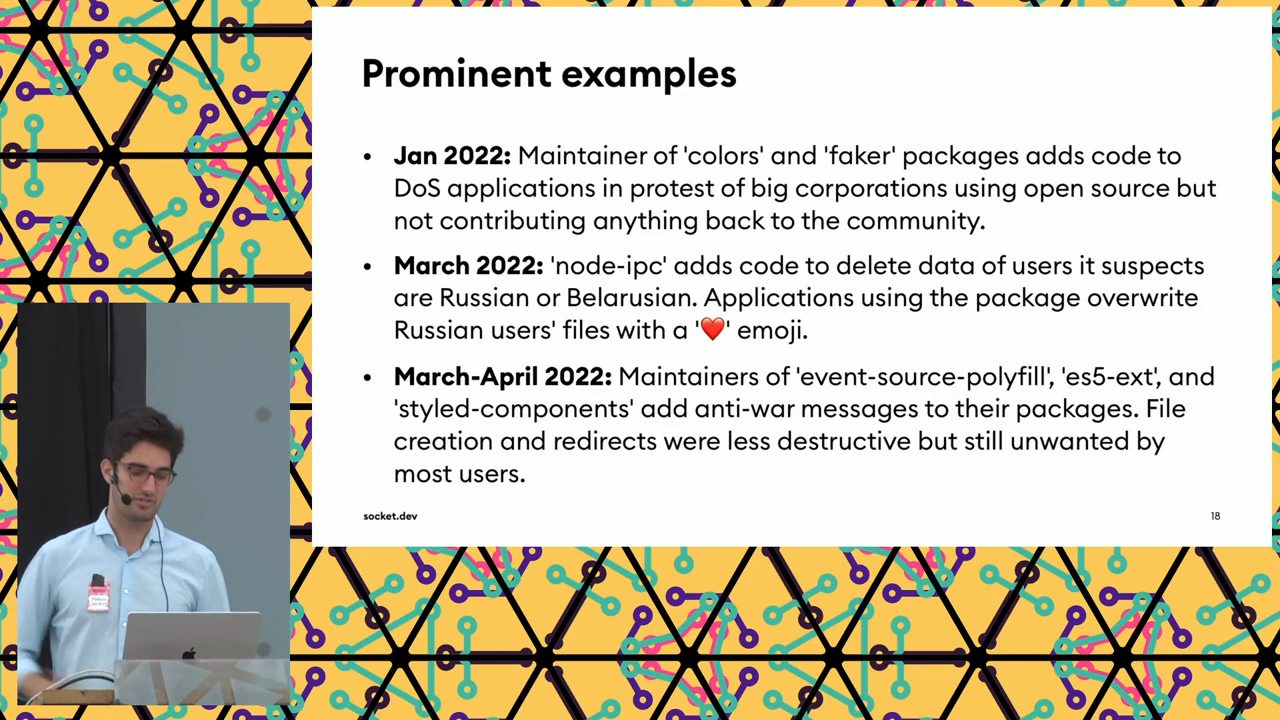 Prominent examples
• Jan 2022: Maintainer of 'colors' and 'faker' packages adds code to
DoS applications in protest of big corporations using open source but
not contributing anything back to the community.
• March 2022: 'node-ipc' adds code to delete data of users it suspects
are Russian or Belarusian. Applications using the package overwrite
Russian users' files with a '❤️' emoji.
• March-April 2022: Maintainers of 'event-source-polyfill', 'es5-ext', and
'styled-components' add anti-war messages to their packages. File
creation and redirects were less destructive but still unwanted by
most users.
socket.dev
18